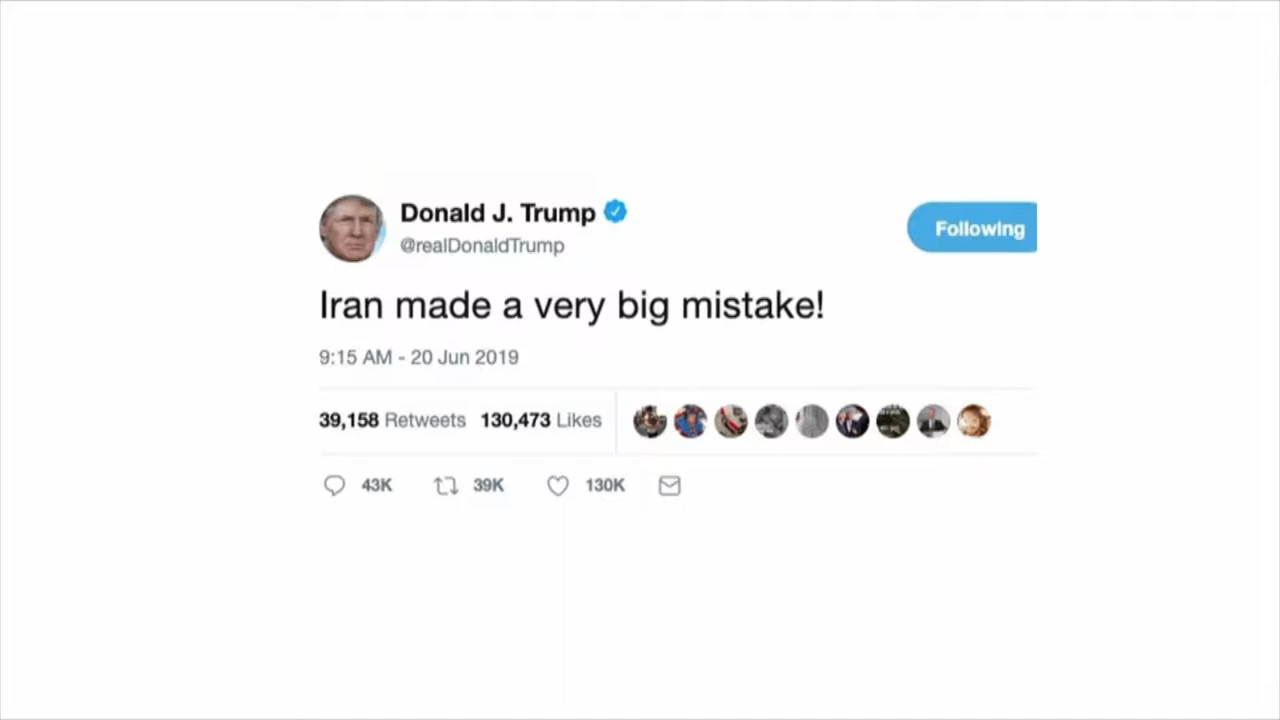 Donald J. Trump
@realDonaldTrump
Following
Iran made a very big mistake!
9:15 AM - 20 Jun 2019
39,158 Retweets 130,473 Likes
43K 39K 130K